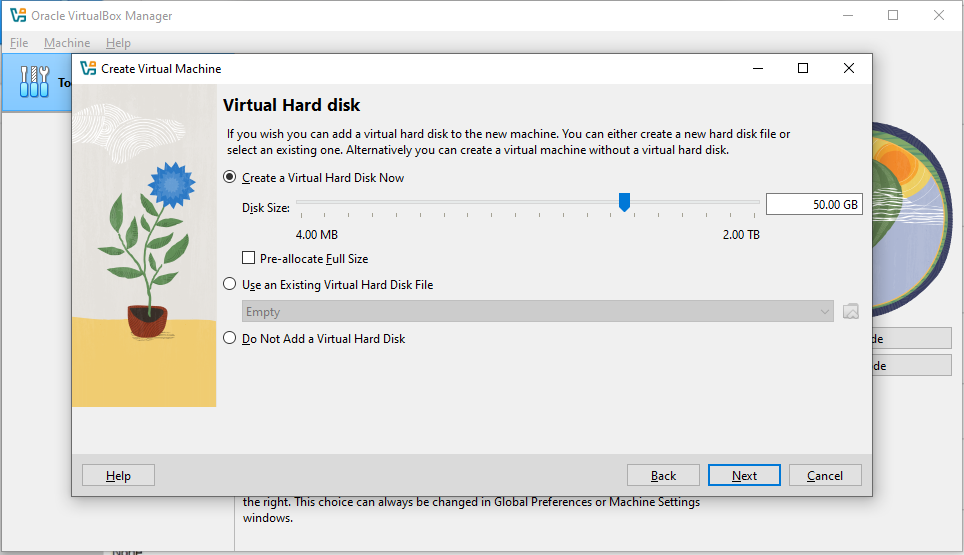 Oracle VirtualBox Manager
File Machine Help
To
Create Virtual Machine
Virtual Hard disk
If you wish you can add a virtual hard disk to the new machine. You can either create a new hard disk file or
select an existing one. Alternatively you can create a virtual machine without a virtual hard disk.
Create a Virtual Hard Disk Now
Disk Size:
50.00 GB
4.00 MB 2.00 TB
Pre-allocate Full Size
Use an Existing Virtual Hard Disk File
Empty
Do Not Add a Virtual Hard Disk
de
de
Help Back Next Cancel
the right. This choice can always be changed in Global Preferences or Machine Settings
windows.